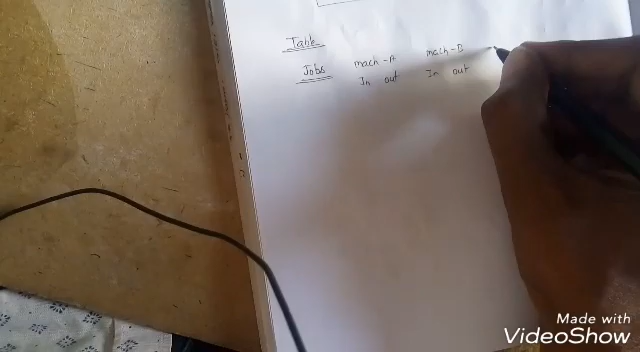 Table
Jobs mach-A mach-B
In out In out
Made with
VideoShow